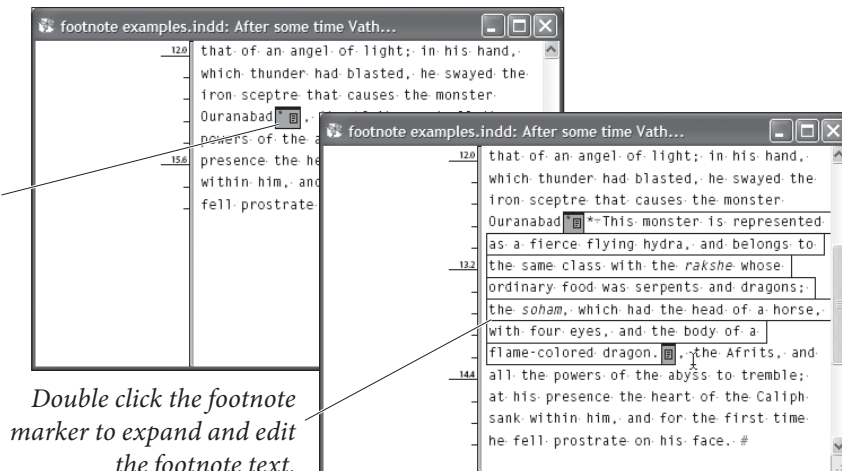 footnote examples.indd: After some time Vath...
12.0 that of an angel of light; in his hand,
which thunder had blasted, he swayed the
iron sceptre that causes the monster
Ouranabad
powers of the
15.6 presence the he
within him, and
fell prostrate
footnote examples.indd: After some time Vath...
12.0 that of an angel of light; in his hand,
which thunder had blasted, he swayed the
iron sceptre that causes the monster
Ouranabad * *This monster is represented
as a fierce flying hydra, and belongs to
13.2 the same class with the rakshe whose
ordinary food was serpents and dragons;
the soham, which had the head of a horse,
with four eyes, and the body of a
flame-colored dragon. , the Afrits, and
14.4 all the powers of the abyss to tremble;
at his presence the heart of the Caliph
sank within him, and for the first time
he fell prostrate on his face. #
Double click the footnote
marker to expand and edit
the footnote text.